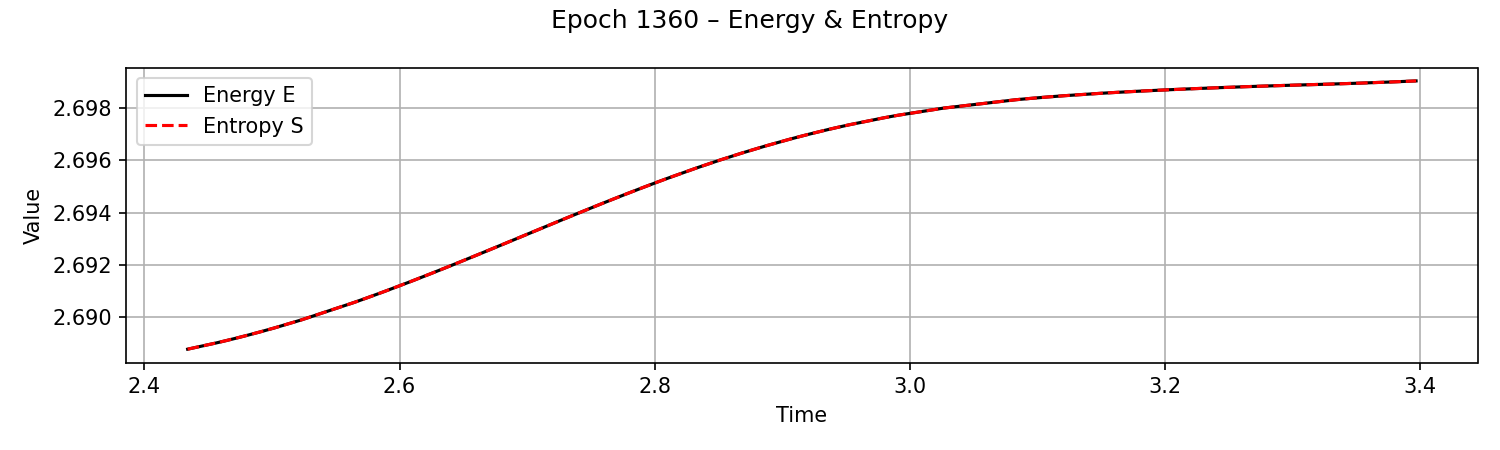 Epoch 1360 – Energy & Entropy
Energy E
Entropy S
Value
2.698
2.696
2.694
2.692
2.690
2.4 2.6 2.8 3.0 3.2 3.4
Time